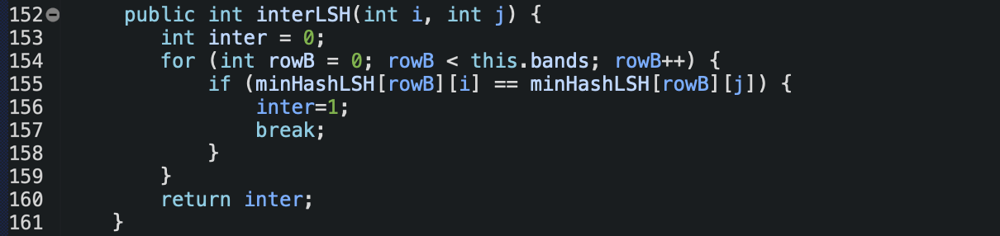 152 public int interLSH(int i, int j) {
153 int inter = 0;
154 for (int rowB = 0; rowB < this.bands; rowB++) {
155 if (minHashLSH[rowB][i] == minHashLSH[rowB][j]) {
156 inter=1;
157 break;
158 }
159 }
160 return inter;
161 }